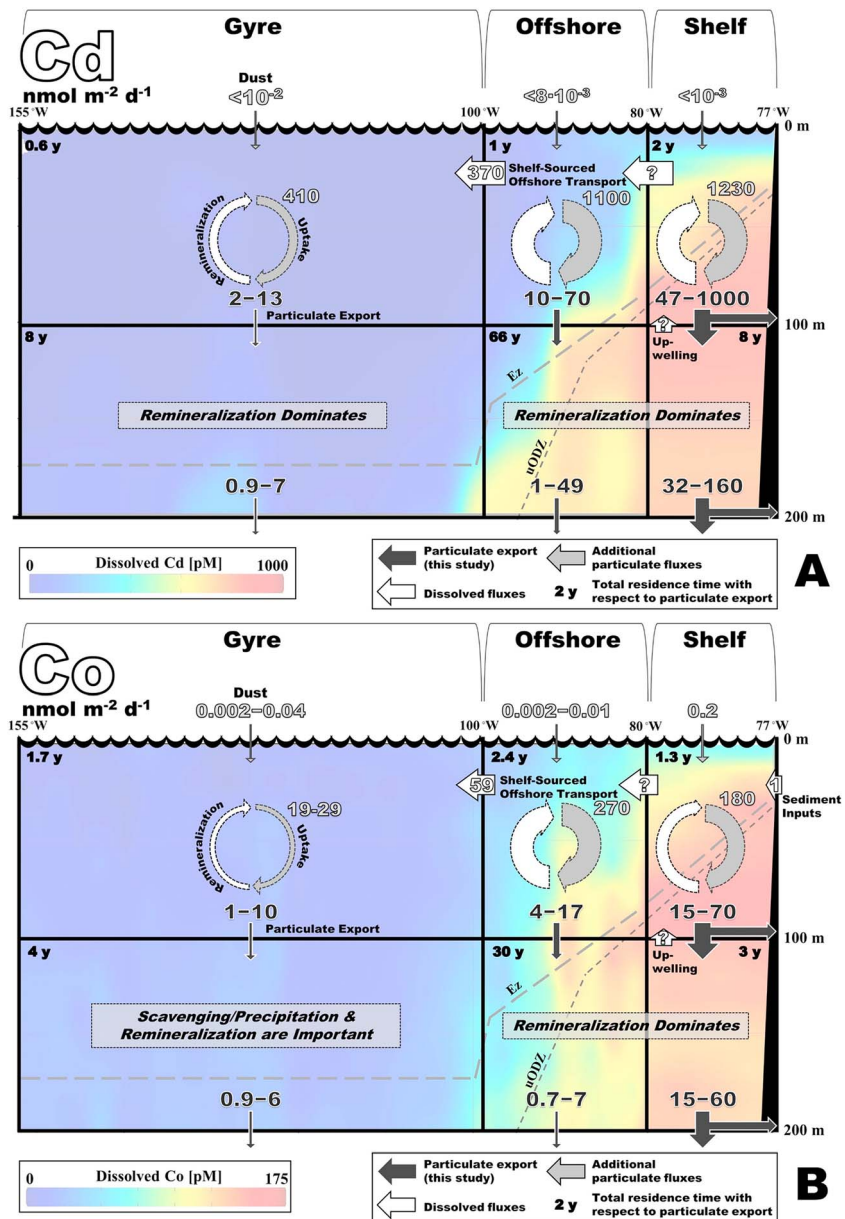 Gyre Offshore Shelf
Cd
nmol m⁻² d⁻¹
Dust
<10⁻² <8·10⁻³ <10⁻³
155°W 100°W 80°W 77°W
0 m
0.6 y 1 y 2 y
370 Shelf-Sourced
Offshore Transport
?
410 1100 1230
Remineralization
Uptake
2–13 10–70 47–1000
Particulate Export
100 m
8 y 66 y ? 8 y
Up-
welling
Ez
Remineralization Dominates
Remineralization Dominates
uODZ
0.9–7 1–49 32–160
200 m
0 Dissolved Cd [pM] 1000
Particulate export
(this study)
Additional
particulate fluxes
Dissolved fluxes
2 y Total residence time with
respect to particulate export
A
Gyre Offshore Shelf
Co
nmol m⁻² d⁻¹
Dust
0.002–0.04 0.002–0.01 0.2
155°W 100°W 80°W 77°W
0 m
1.7 y 2.4 y 1.3 y
59 Shelf-Sourced
Offshore Transport
?
1
Sediment
Inputs
19-29 270 180
Remineralization
Uptake
1–10 4–17 15–70
Particulate Export
100 m
4 y 30 y ? 3 y
Up-
welling
Ez
Scavenging/Precipitation &
Remineralization are Important
Remineralization Dominates
uODZ
0.9–6 0.7–7 15–60
200 m
0 Dissolved Co [pM] 175
Particulate export
(this study)
Additional
particulate fluxes
Dissolved fluxes
2 y Total residence time with
respect to particulate export
B